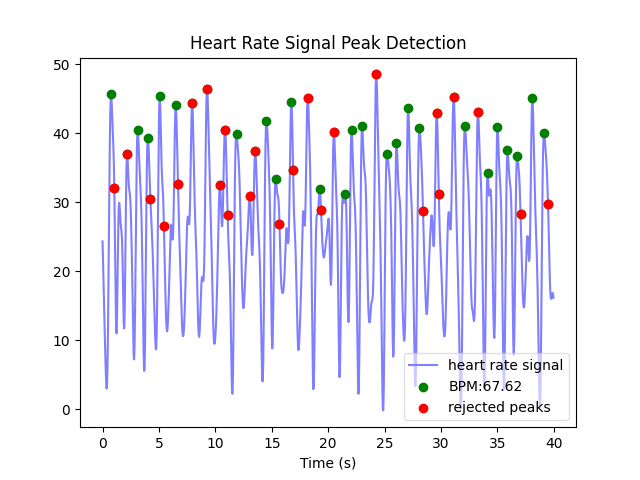 Heart Rate Signal Peak Detection
50
40
30
20
10
0
0 5 10 15 20 25 30 35 40
Time (s)
heart rate signal
BPM:67.62
rejected peaks